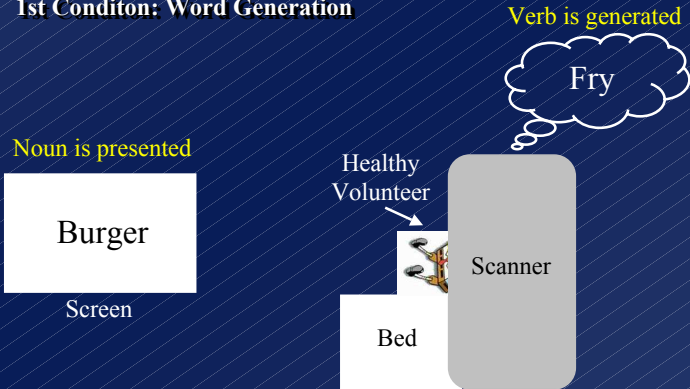 1st Conditon: Word Generation
Verb is generated
Fry
Noun is presented
Healthy
Volunteer
Burger
Scanner
Screen
Bed